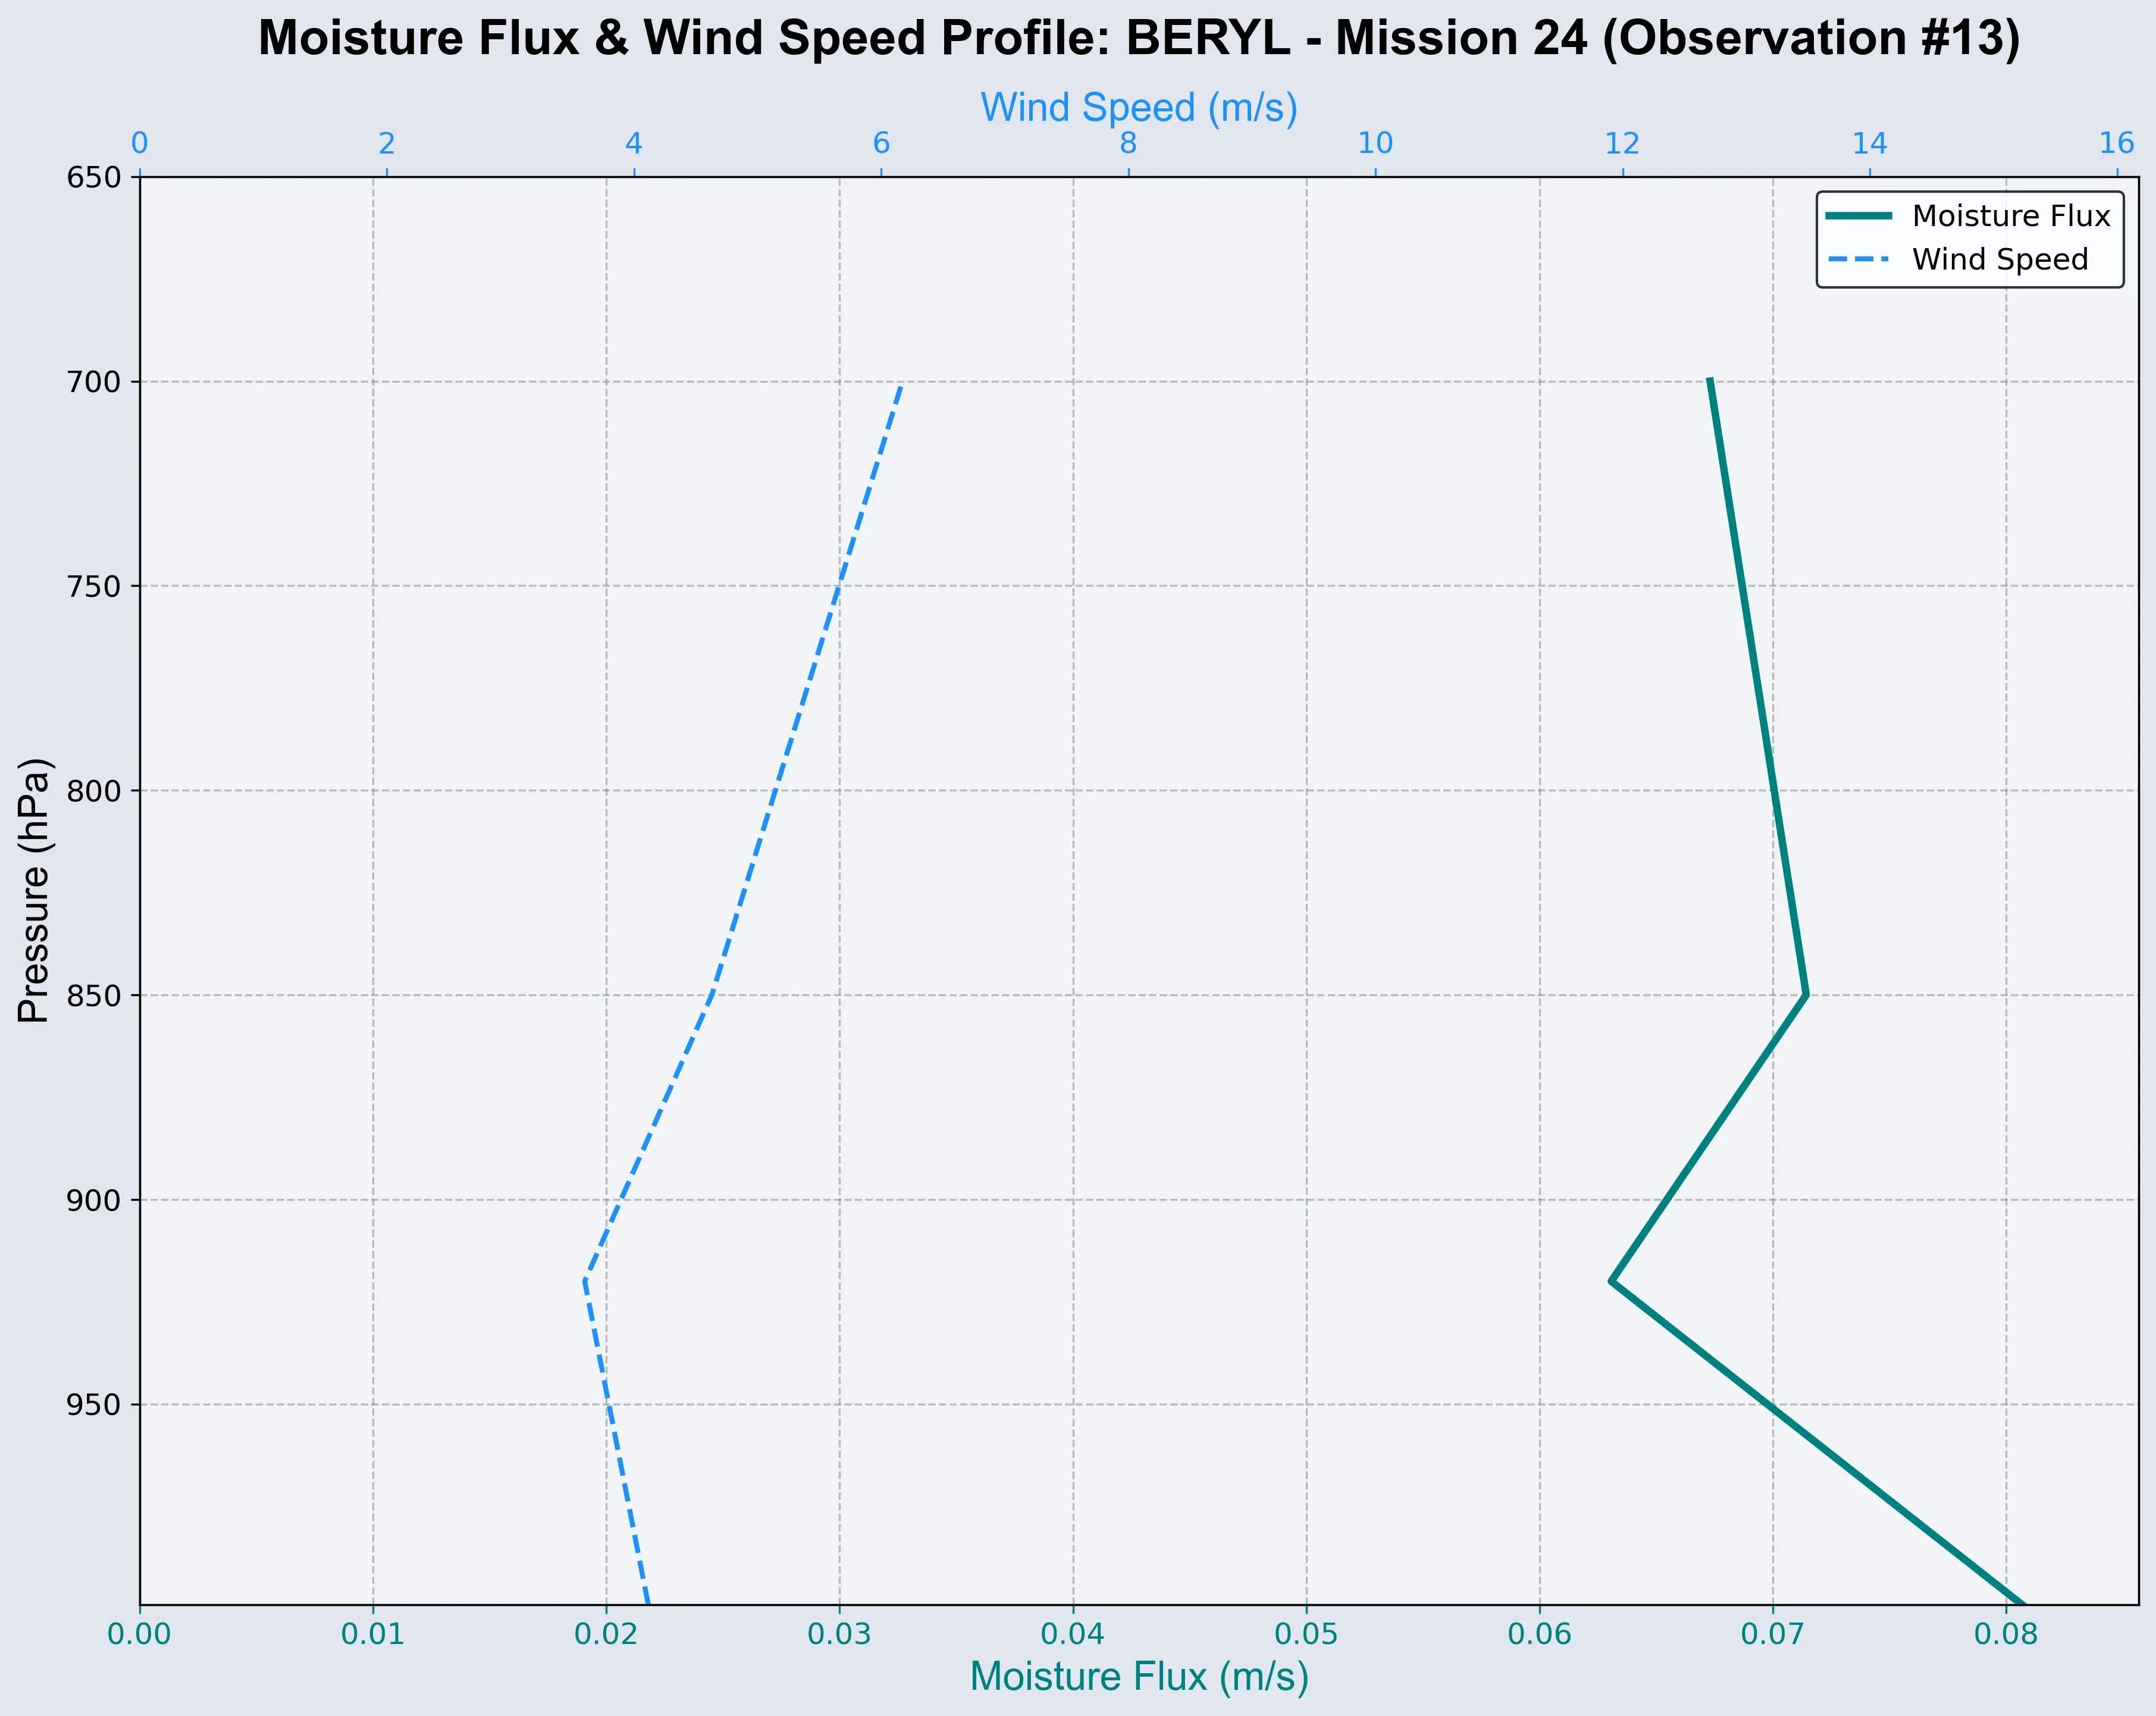 Moisture Flux & Wind Speed Profile: BERYL - Mission 24 (Observation #13)
Wind Speed (m/s)
0 2 4 6 8 10 12 14 16
Moisture Flux
Wind Speed
Pressure (hPa)
650
700
750
800
850
900
950
0.00 0.01 0.02 0.03 0.04 0.05 0.06 0.07 0.08
Moisture Flux (m/s)